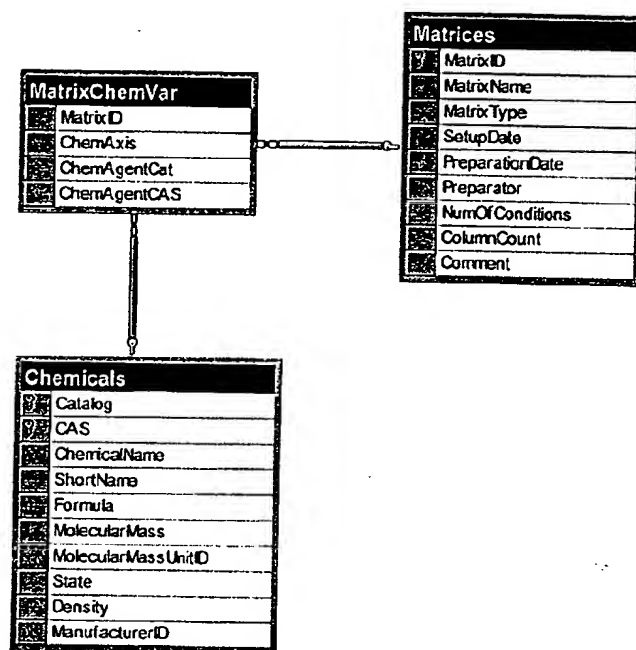 Matrices
MatrixID
MatrixName
MatrixType
SetupDate
PreparationDate
Preparator
NumOfConditions
ColumnCount
Comment
MatrixChemVar
MatrixID
ChemAxis
ChemAgentCat
ChemAgentCAS
Chemicals
Catalog
CAS
ChemicalName
ShortName
Formula
MolecularMass
MolecularMassUnitID
State
Density
ManufacturerID